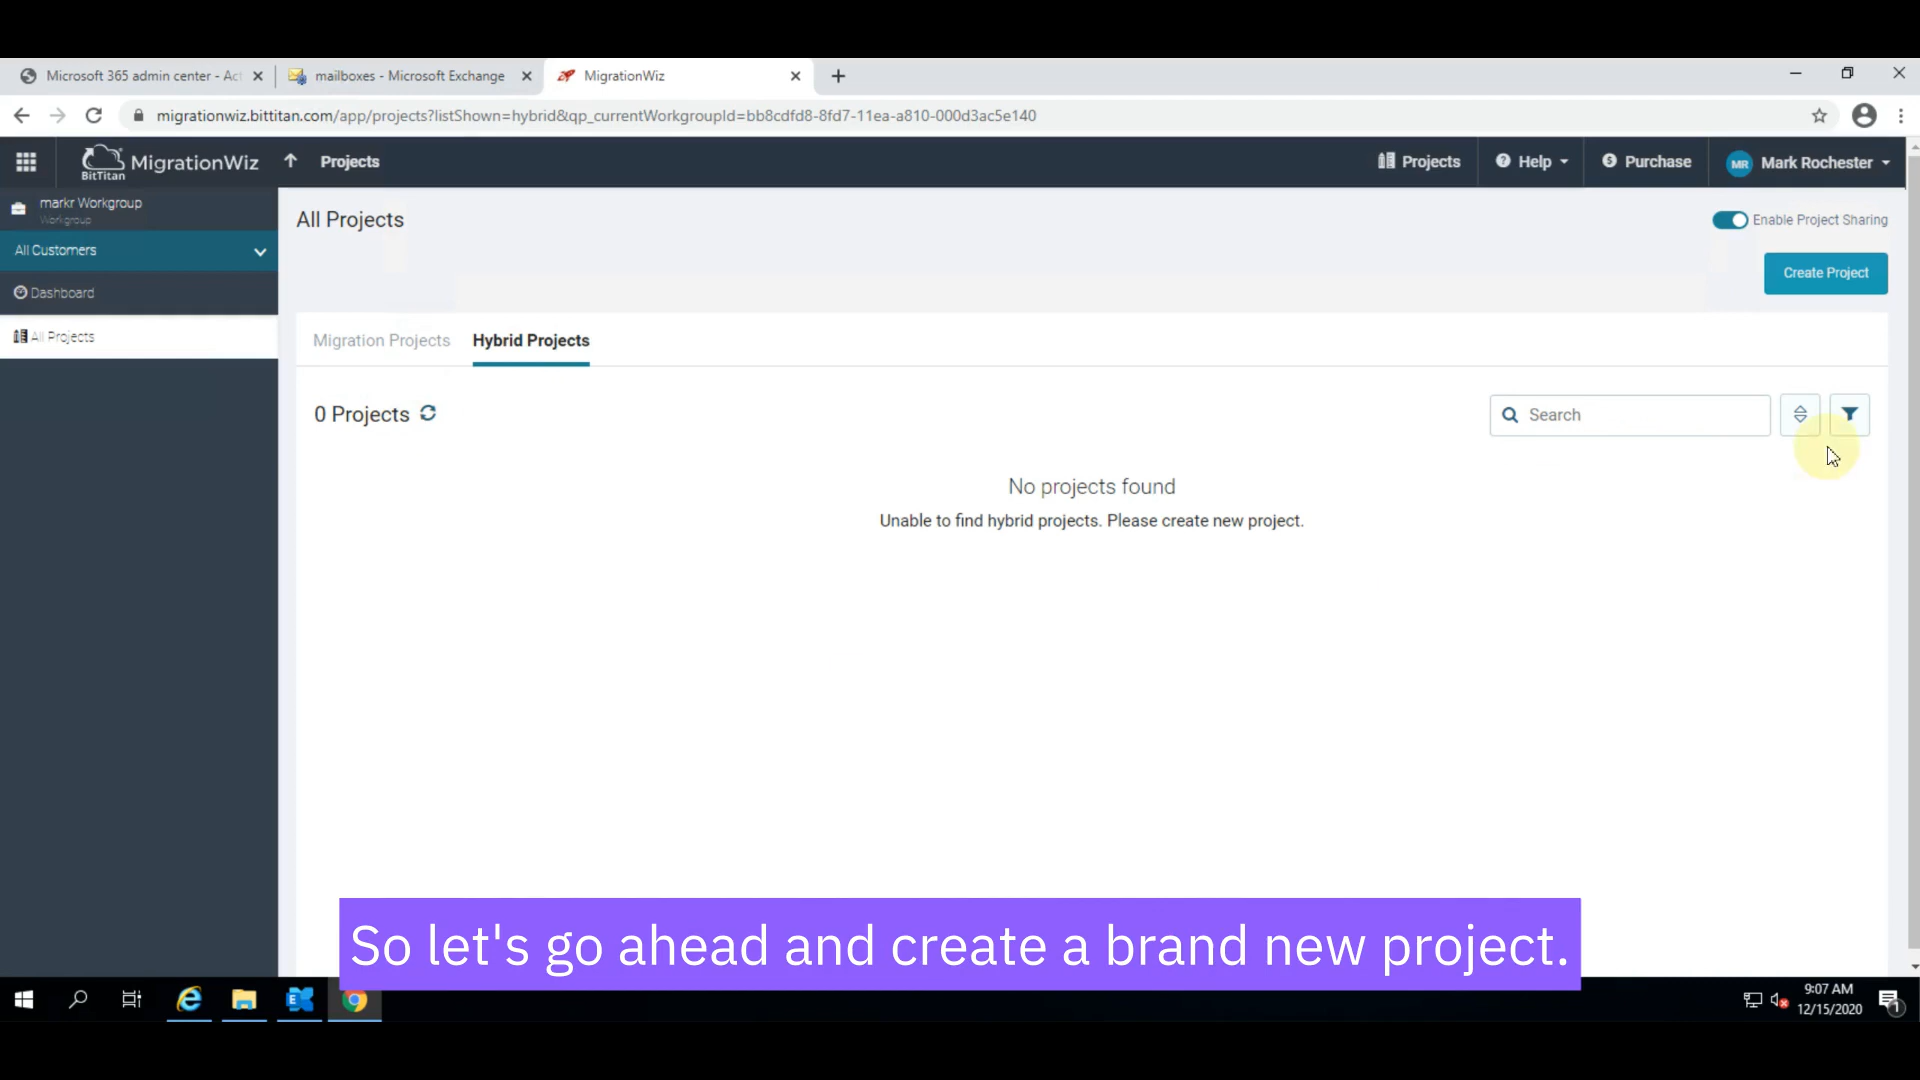 Microsoft 365 admin center - Act
mailboxes - Microsoft Exchange
MigrationWiz
migrationwiz.bittitan.com/app/projects?listShown=hybrid&qp_currentWorkgroupId=bb8cdfd8-8fd7-11ea-a810-000d3ac5e140
BitTitan MigrationWiz
Projects
Projects
Help
Purchase
MR Mark Rochester
markr Workgroup
Workgroup
All Customers
Dashboard
All Projects
All Projects
Enable Project Sharing
Create Project
Migration Projects
Hybrid Projects
0 Projects
Search
No projects found
Unable to find hybrid projects. Please create new project.
So let's go ahead and create a brand new project.
9:07 AM
12/15/2020
1